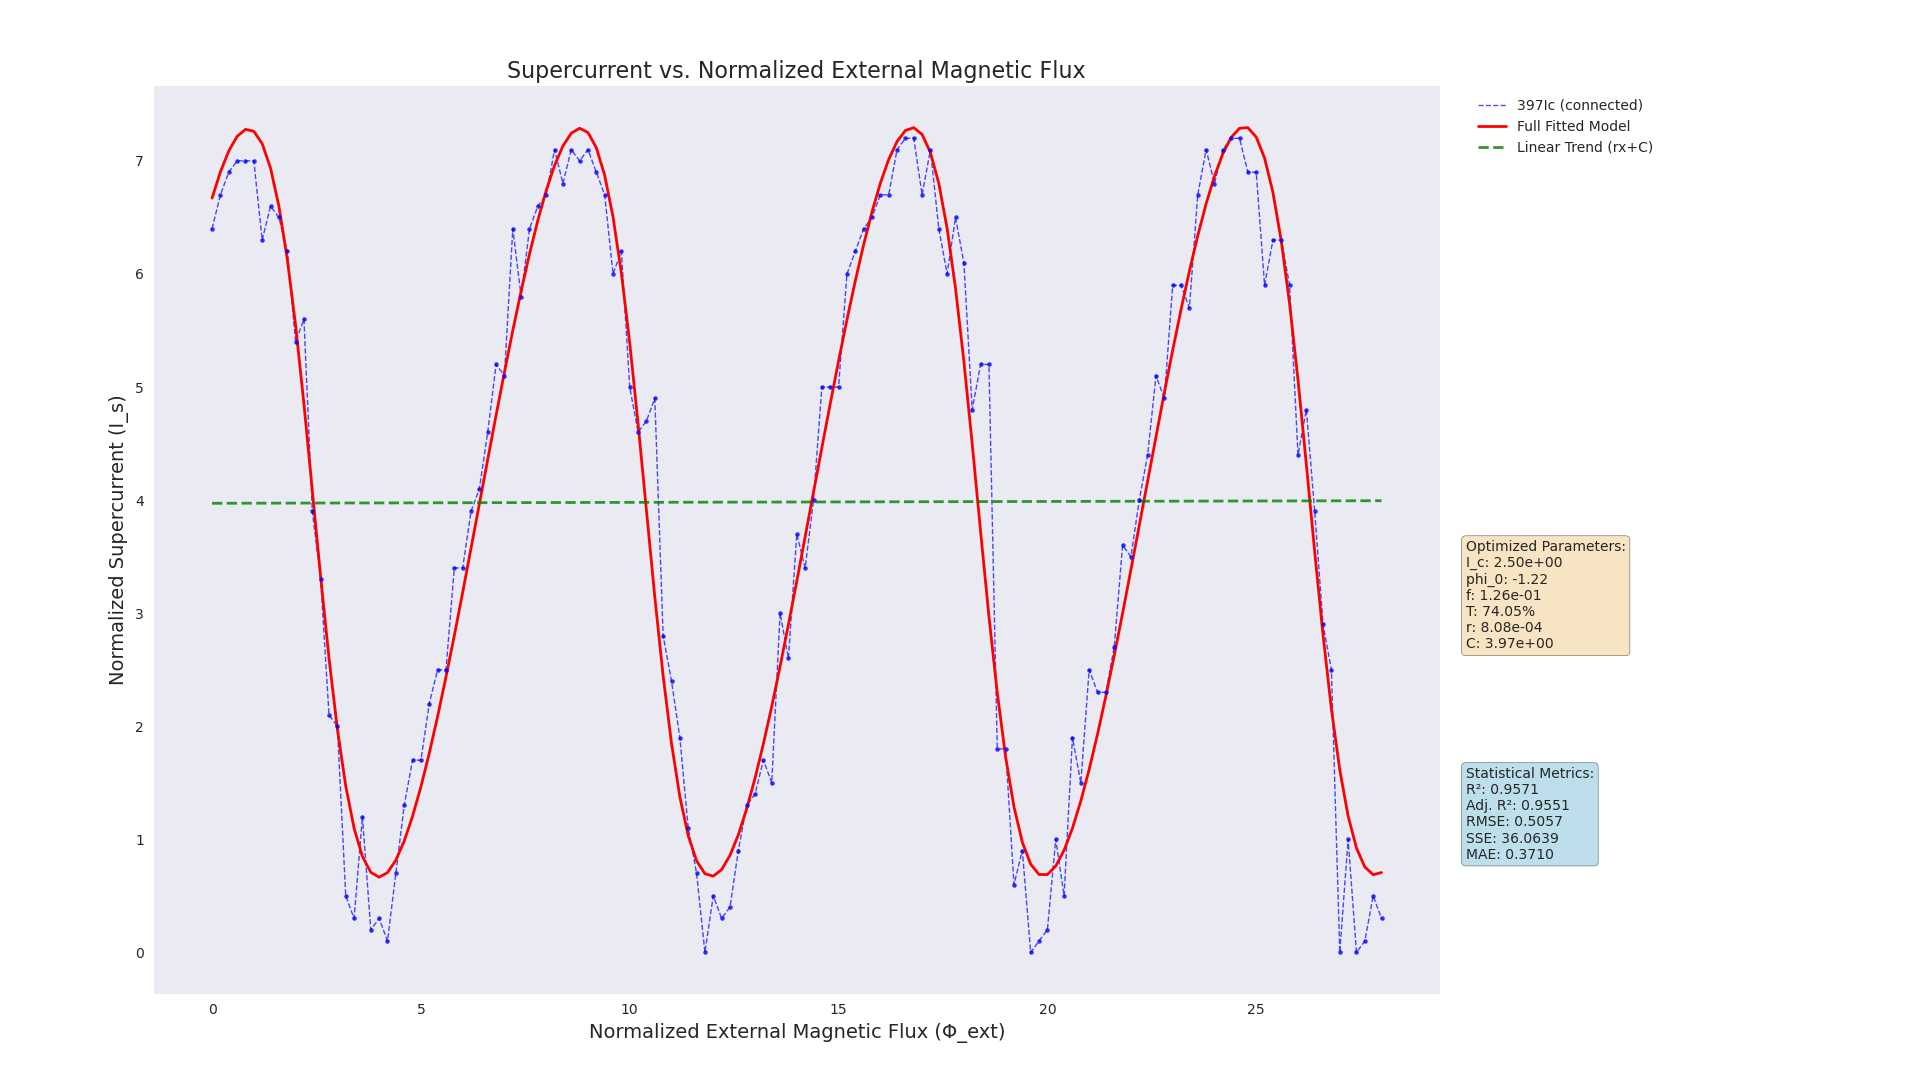 Supercurrent vs. Normalized External Magnetic Flux
397Ic (connected)
Full Fitted Model
Linear Trend (rx+C)
7
6
5
4
3
2
1
0
Normalized Supercurrent (I_s)
0
5
10
15
20
25
Normalized External Magnetic Flux (Φ_ext)
Optimized Parameters:
I_c: 2.50e+00
phi_0: -1.22
f: 1.26e-01
T: 74.05%
r: 8.08e-04
C: 3.97e+00
Statistical Metrics:
R²: 0.9571
Adj. R²: 0.9551
RMSE: 0.5057
SSE: 36.0639
MAE: 0.3710